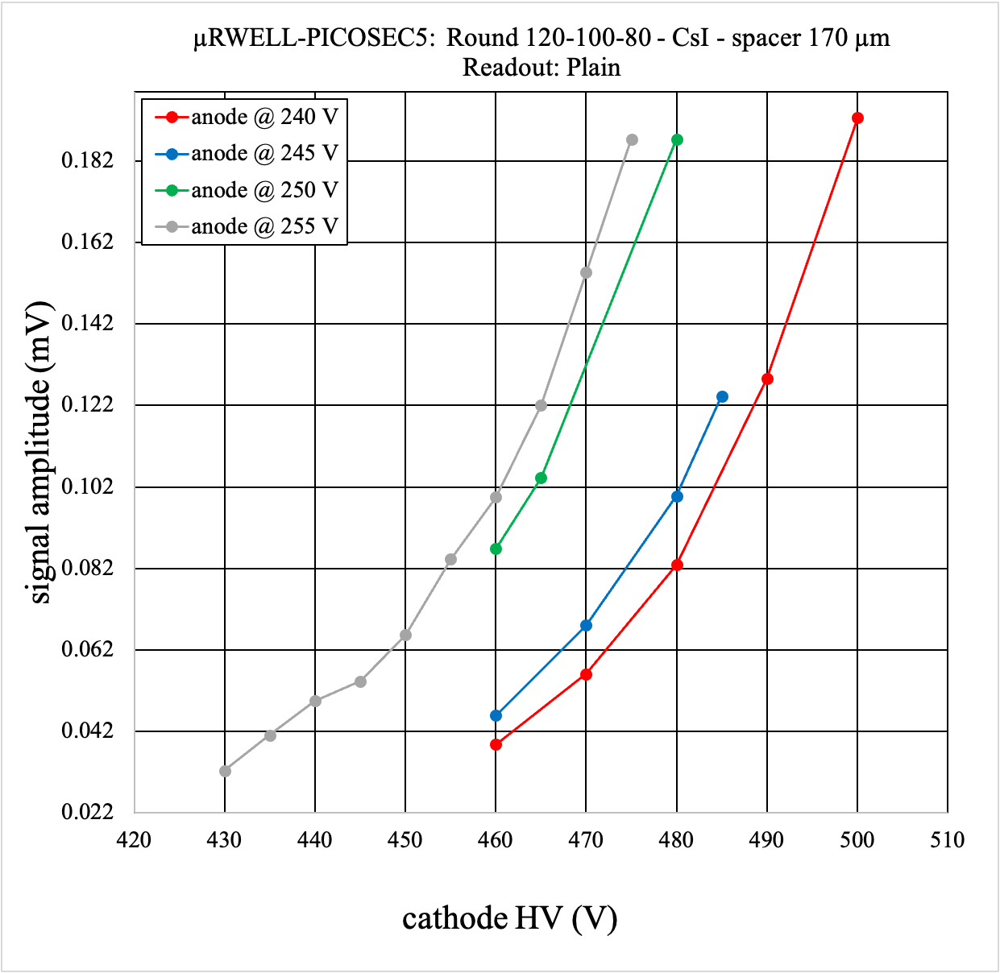 µRWELL-PICOSEC5: Round 120-100-80 - CsI - spacer 170 µm
Readout: Plain
anode @ 240 V
anode @ 245 V
anode @ 250 V
anode @ 255 V
signal amplitude (mV)
0.182
0.162
0.142
0.122
0.102
0.082
0.062
0.042
0.022
420 430 440 450 460 470 480 490 500 510
cathode HV (V)